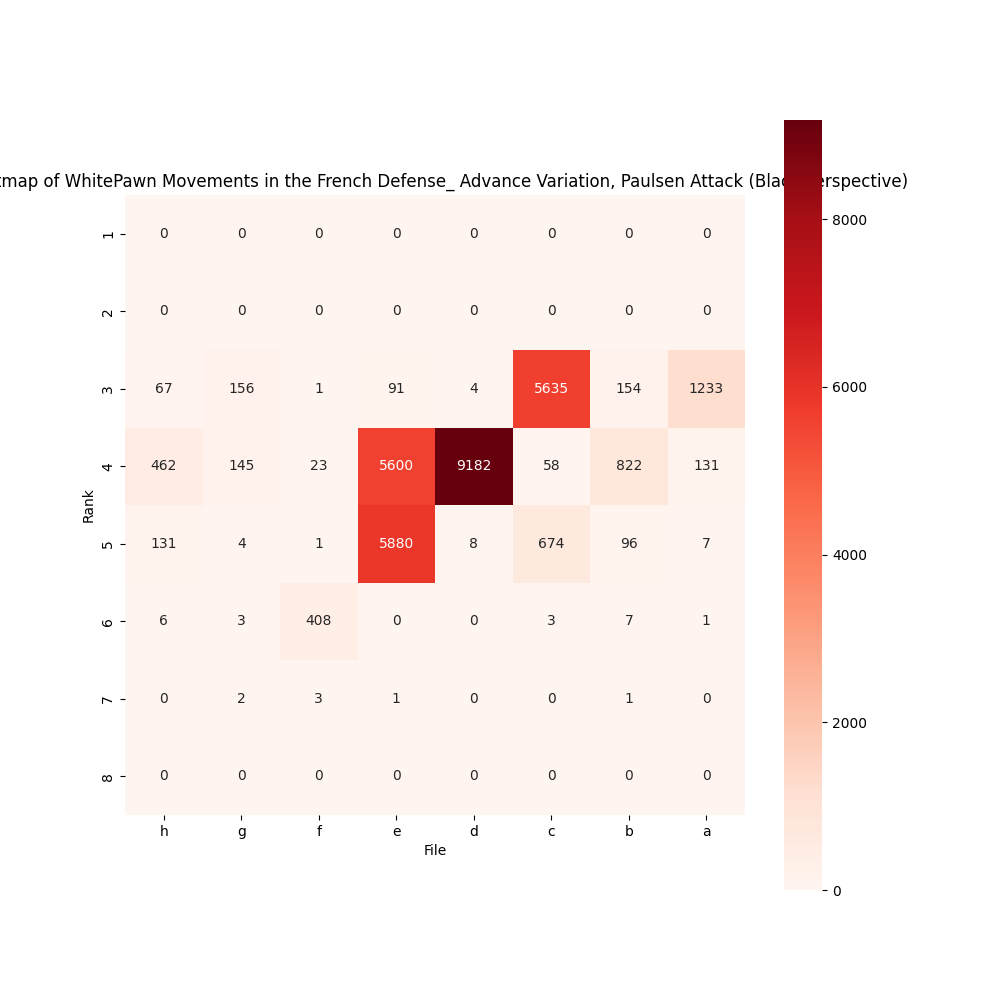 tmap of WhitePawn Movements in the French Defense_ Advance Variation, Paulsen Attack (Bla erspective)
8000
1 0 0 0 0 0 0 0 0
2 0 0 0 0 0 0 0 0
3 67 156 1 91 4 5635 154 1233
6000
4 462 145 23 5600 9182 58 822 131
Rank
5 131 4 1 5880 8 674 96 7
4000
6 6 3 408 0 0 3 7 1
7 0 2 3 1 0 0 1 0
2000
8 0 0 0 0 0 0 0 0
h g f e d c b a
File
0